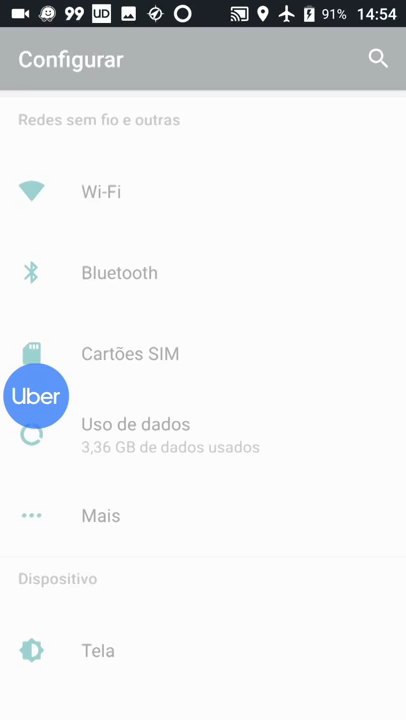 99 UD 91% 14:54
Configurar
Redes sem fio e outras
Wi-Fi
Bluetooth
Cartões SIM
Uber
Uso de dados
3,36 GB de dados usados
Mais
Dispositivo
Tela